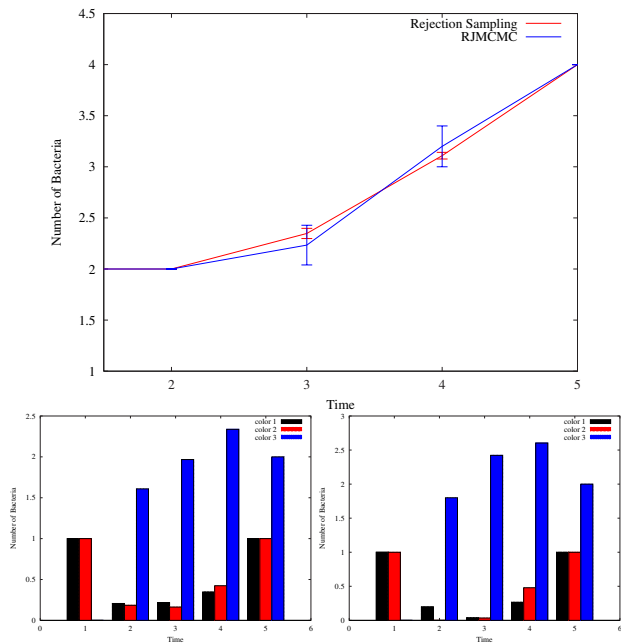 4.5
Rejection Sampling
RJMCMC
4
3.5
3
2.5
2
1.5
1
Number of Bacteria
2 3 4 5
Time
2.5
color 1
color 2
color 3
2
1.5
1
0.5
0
Number of Bacteria
0 1 2 3 4 5 6
Time
3
color 1
color 2
color 3
2.5
2
1.5
1
0.5
0
Number of Bacteria
0 1 2 3 4 5 6
Time